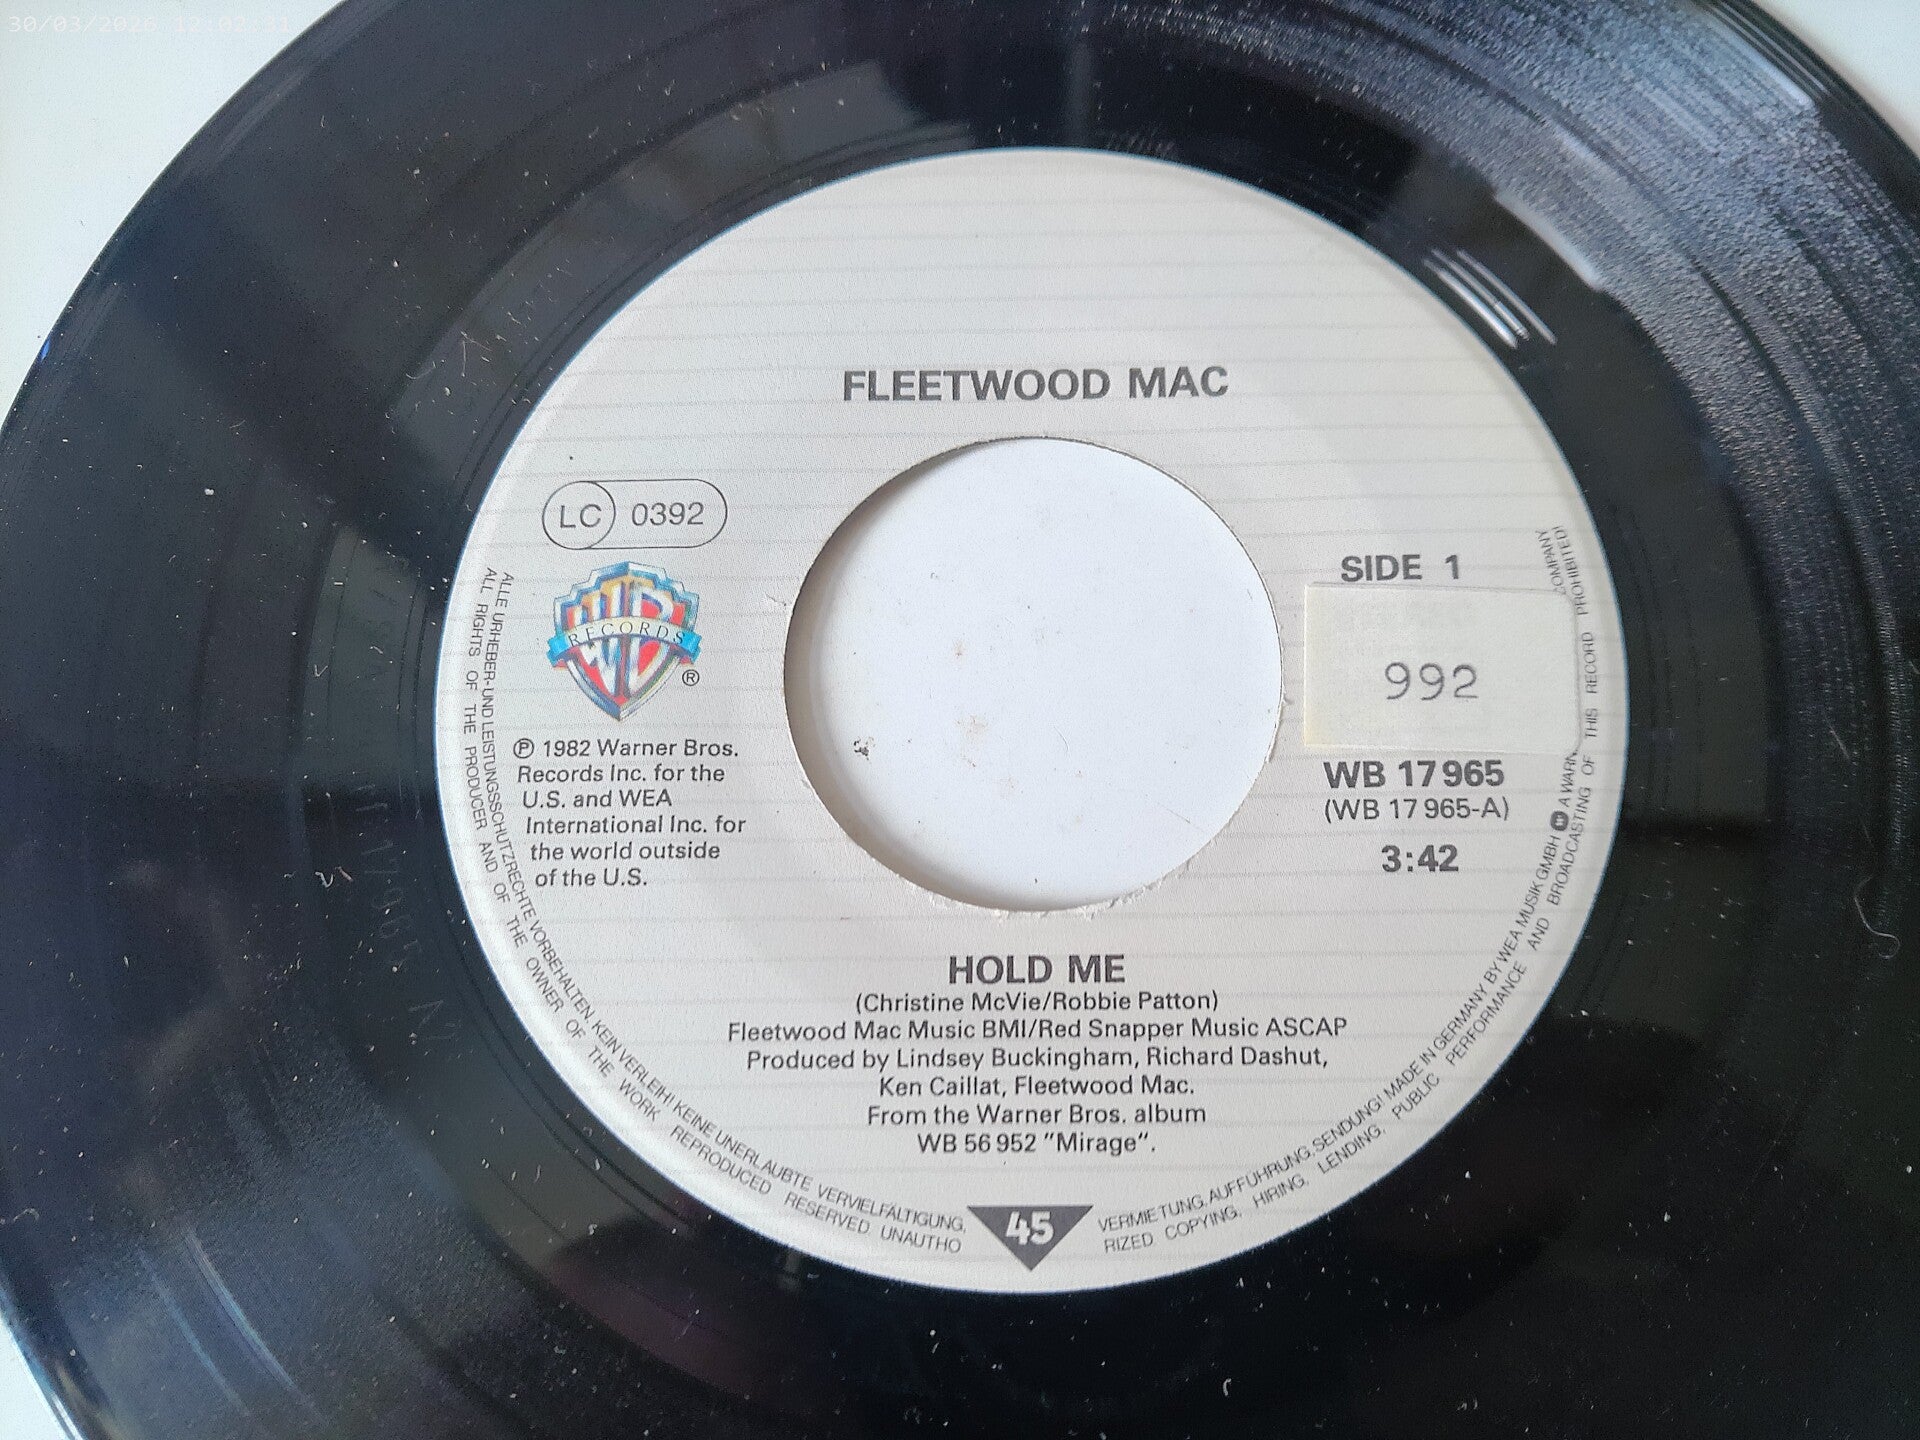 30/03/2026 12:02:31
FLEETWOOD MAC
LC 0392
WB
RECORDS
®
℗ 1982 Warner Bros.
Records Inc. for the
U.S. and WEA
International Inc. for
the world outside
of the U.S.
SIDE 1
992
WB 17 965
(WB 17 965-A)
3:42
HOLD ME
(Christine McVie/Robbie Patton)
Fleetwood Mac Music BMI/Red Snapper Music ASCAP
Produced by Lindsey Buckingham, Richard Dashut,
Ken Caillat, Fleetwood Mac.
From the Warner Bros. album
WB 56 952 "Mirage".
45
ALLE URHEBER- UND LEISTUNGSSCHUTZRECHTE VORBEHALTEN. KEIN VERLEIH! KEINE UNERLAUBTE VERVIELFÄLTIGUNG, VERMIETUNG, AUFFÜHRUNG, SENDUNG! MADE IN GERMANY BY WEA MUSIK GMBH A WARN COMPANY
ALL RIGHTS OF THE PRODUCER AND OF THE OWNER OF THE WORK REPRODUCED RESERVED. UNAUTHORIZED COPYING, HIRING, LENDING, PUBLIC PERFORMANCE AND BROADCASTING OF THIS RECORD PROHIBITED!